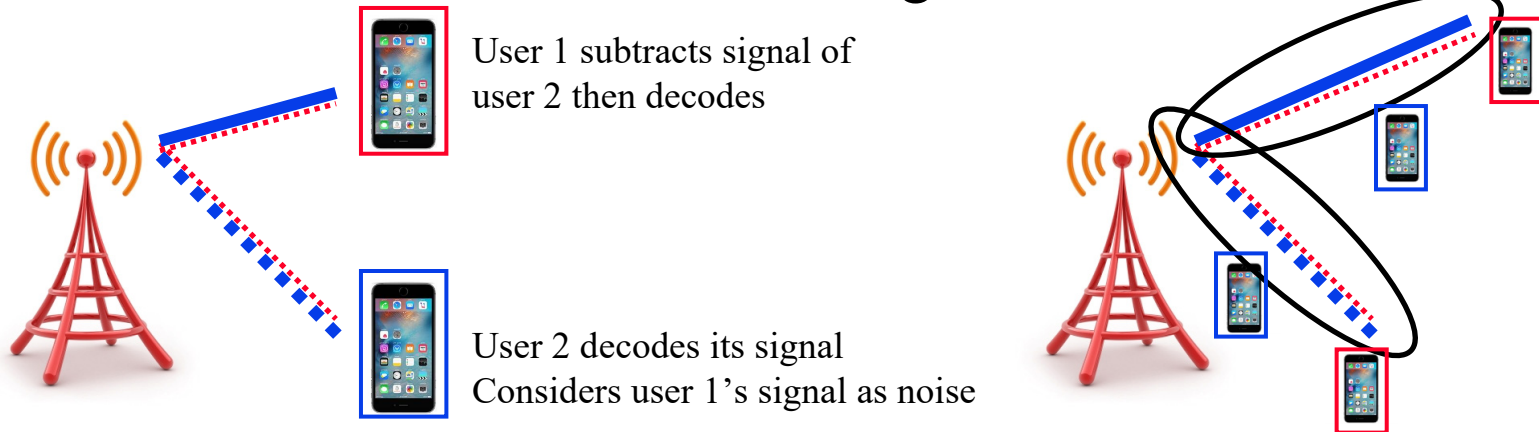 User 1 subtracts signal of
user 2 then decodes
User 2 decodes its signal
Considers user 1's signal as noise